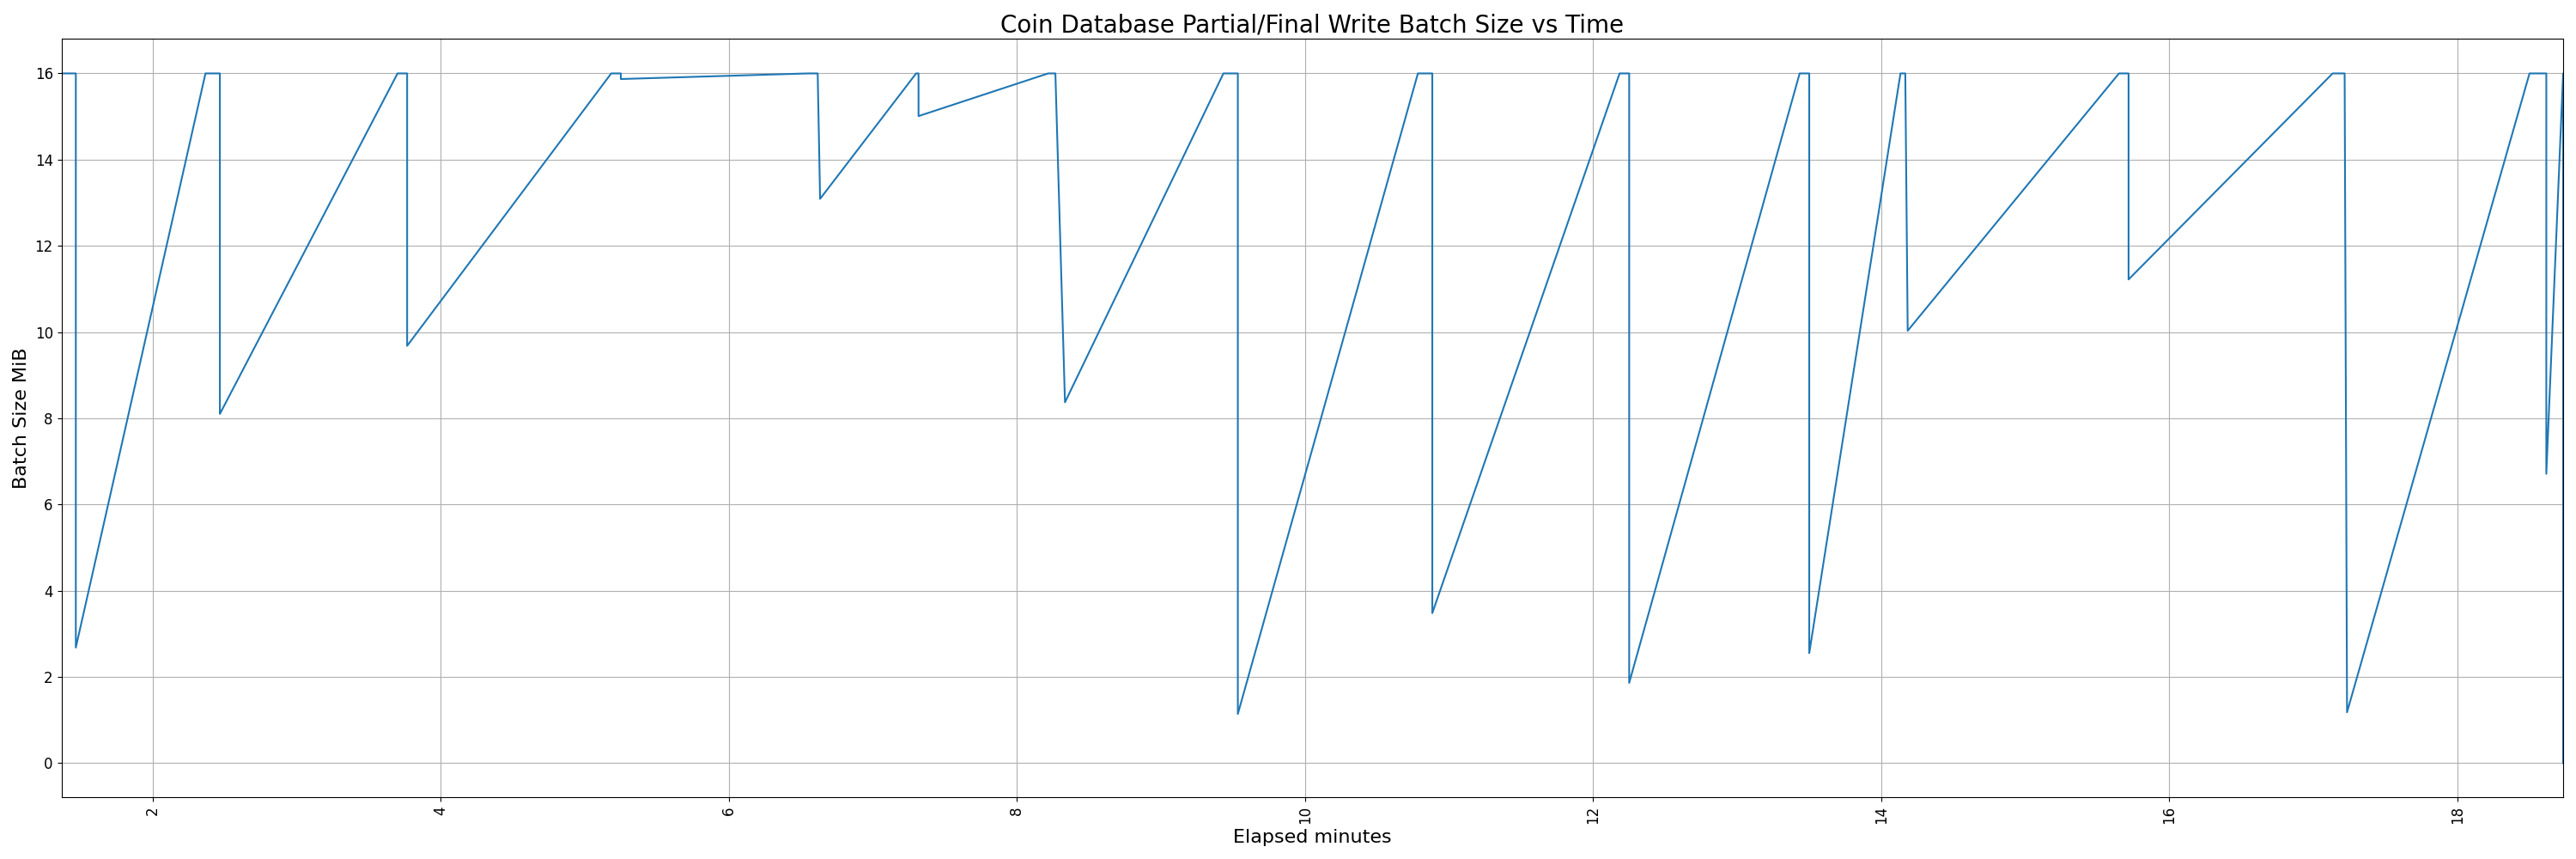 Coin Database Partial/Final Write Batch Size vs Time
Batch Size MiB
16
14
12
10
8
6
4
2
0
2 4 6 8 10 12 14 16 18
Elapsed minutes